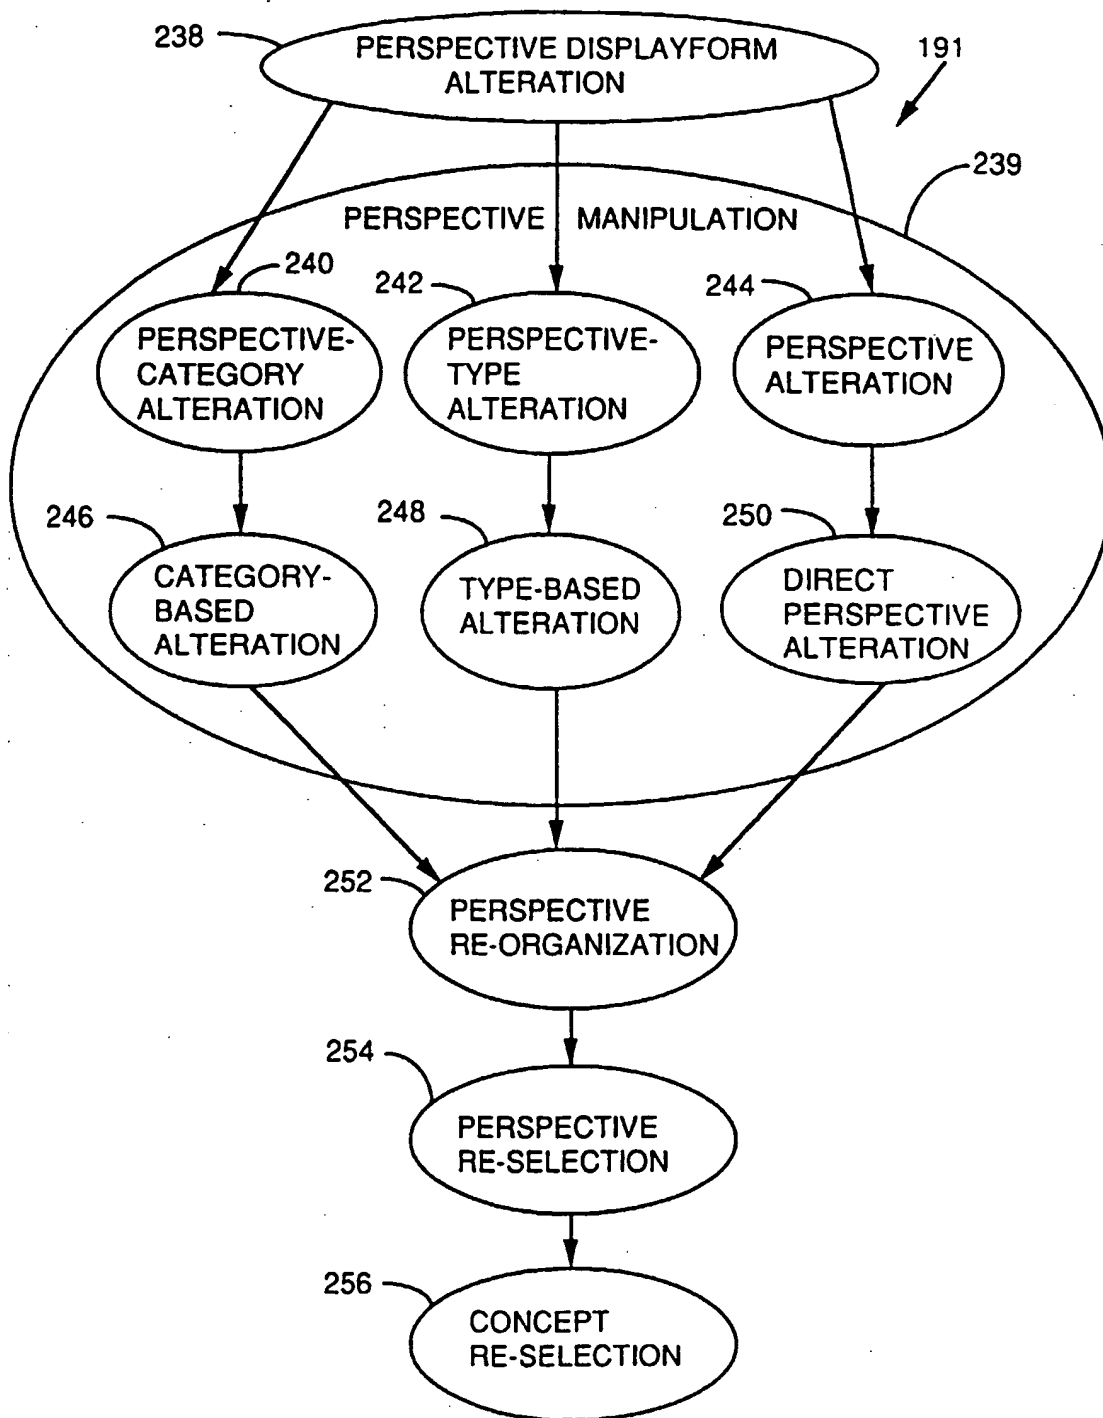 238
PERSPECTIVE DISPLAYFORM
ALTERATION
191
239
PERSPECTIVE MANIPULATION
240
242
244
PERSPECTIVE-
CATEGORY
ALTERATION
PERSPECTIVE-
TYPE
ALTERATION
PERSPECTIVE
ALTERATION
246
248
250
CATEGORY-
BASED
ALTERATION
TYPE-BASED
ALTERATION
DIRECT
PERSPECTIVE
ALTERATION
252
PERSPECTIVE
RE-ORGANIZATION
254
PERSPECTIVE
RE-SELECTION
256
CONCEPT
RE-SELECTION